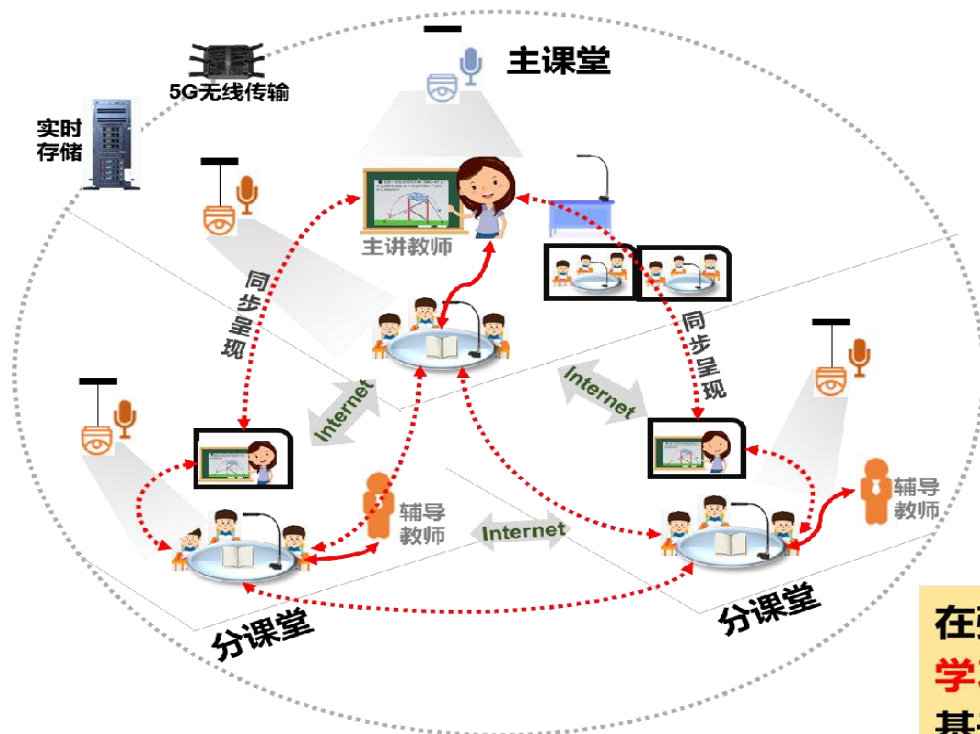 主课堂
5G无线传输
实时
存储
主讲教师
同步呈现
同步呈现
Internet
Internet
辅导
教师
Internet
辅导
教师
分课堂
分课堂
在
学